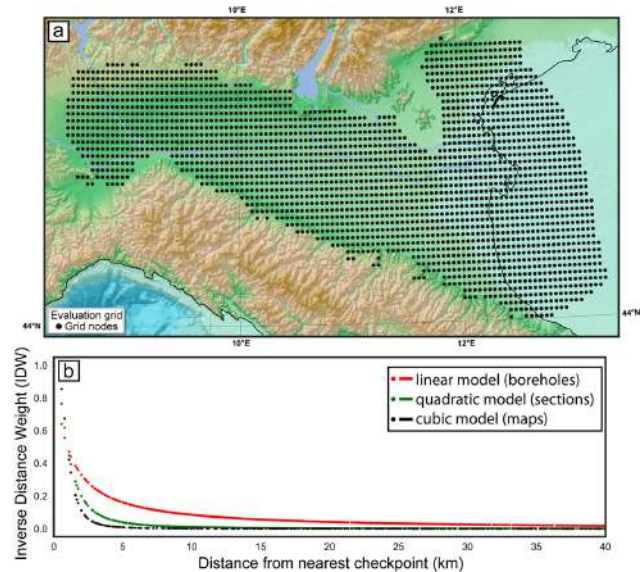 10°E
12°E
a
Evaluation grid
Grid nodes
44°N
44°N
10°E
12°E
b
Inverse Distance Weight (IDW)
1.0
0.8
0.6
0.4
0.2
0.0
linear model (boreholes)
quadratic model (sections)
cubic model (maps)
0
5
10
15
20
25
30
35
40
Distance from nearest checkpoint (km)